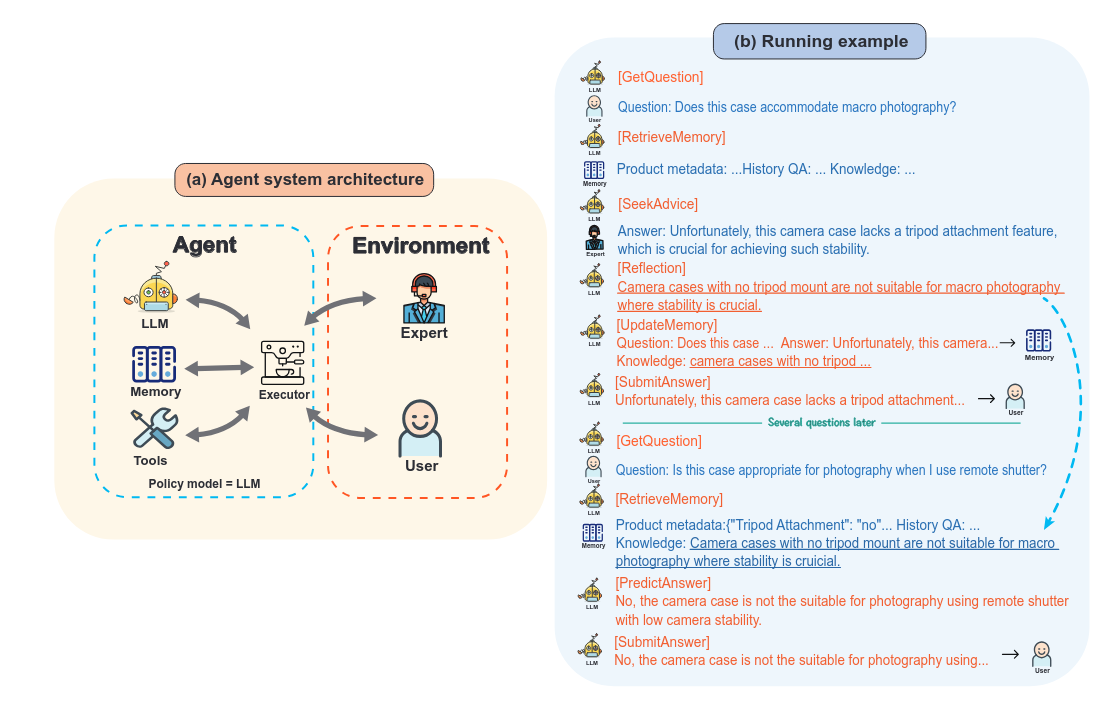 (a) Agent system architecture
Agent
Environment
LLM
Expert
Memory
Executor
Tools
User
Policy model = LLM
(b) Running example
LLM
[GetQuestion]
User
Question: Does this case accommodate macro photography?
LLM
[RetrieveMemory]
Memory
Product metadata: ...History QA: ... Knowledge: ...
LLM
[SeekAdvice]
Expert
Answer: Unfortunately, this camera case lacks a tripod attachment feature,
which is crucial for achieving such stability.
LLM
[Reflection]
Camera cases with no tripod mount are not suitable for macro photography
where stability is crucial.
LLM
[UpdateMemory]
Question: Does this case ... Answer: Unfortunately, this camera...→
Memory
Knowledge: camera cases with no tripod ...
LLM
[SubmitAnswer]
Unfortunately, this camera case lacks a tripod attachment... →
User
Several questions later
LLM
[GetQuestion]
User
Question: Is this case appropriate for photography when I use remote shutter?
LLM
[RetrieveMemory]
Memory
Product metadata:{"Tripod Attachment": "no"... History QA: ...
Knowledge: Camera cases with no tripod mount are not suitable for macro
photography where stability is cruicial.
LLM
[PredictAnswer]
No, the camera case is not the suitable for photography using remote shutter
with low camera stability.
LLM
[SubmitAnswer]
No, the camera case is not the suitable for photography using... →
User